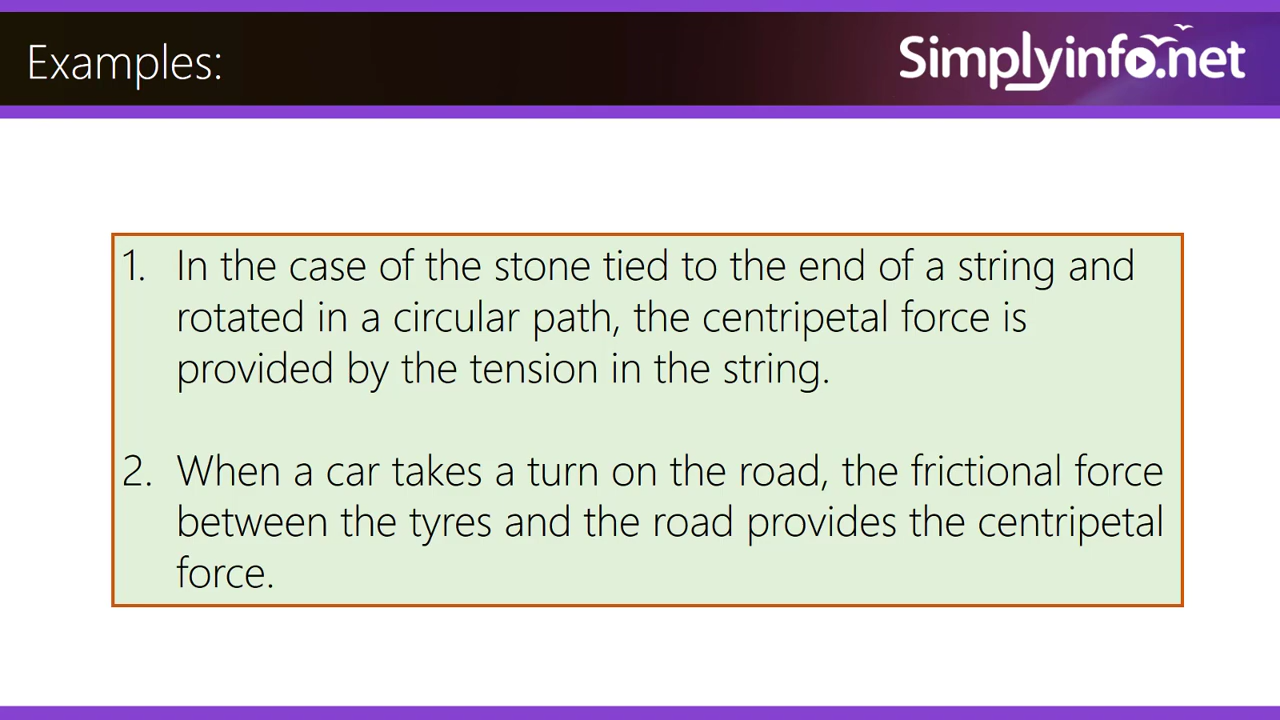 Examples:
Simplyinfo.net
1. In the case of the stone tied to the end of a string and
rotated in a circular path, the centripetal force is
provided by the tension in the string.
2. When a car takes a turn on the road, the frictional force
between the tyres and the road provides the centripetal
force.